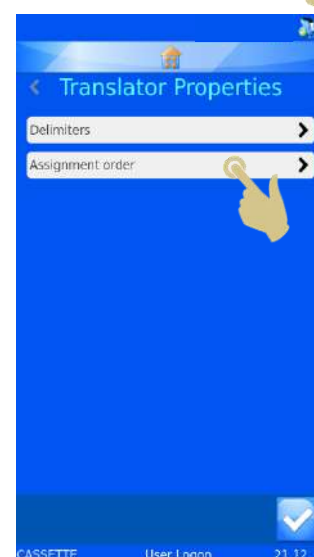 Translator Properties
Delimiters
Assignment order
CASSETTE User Logon 21.12